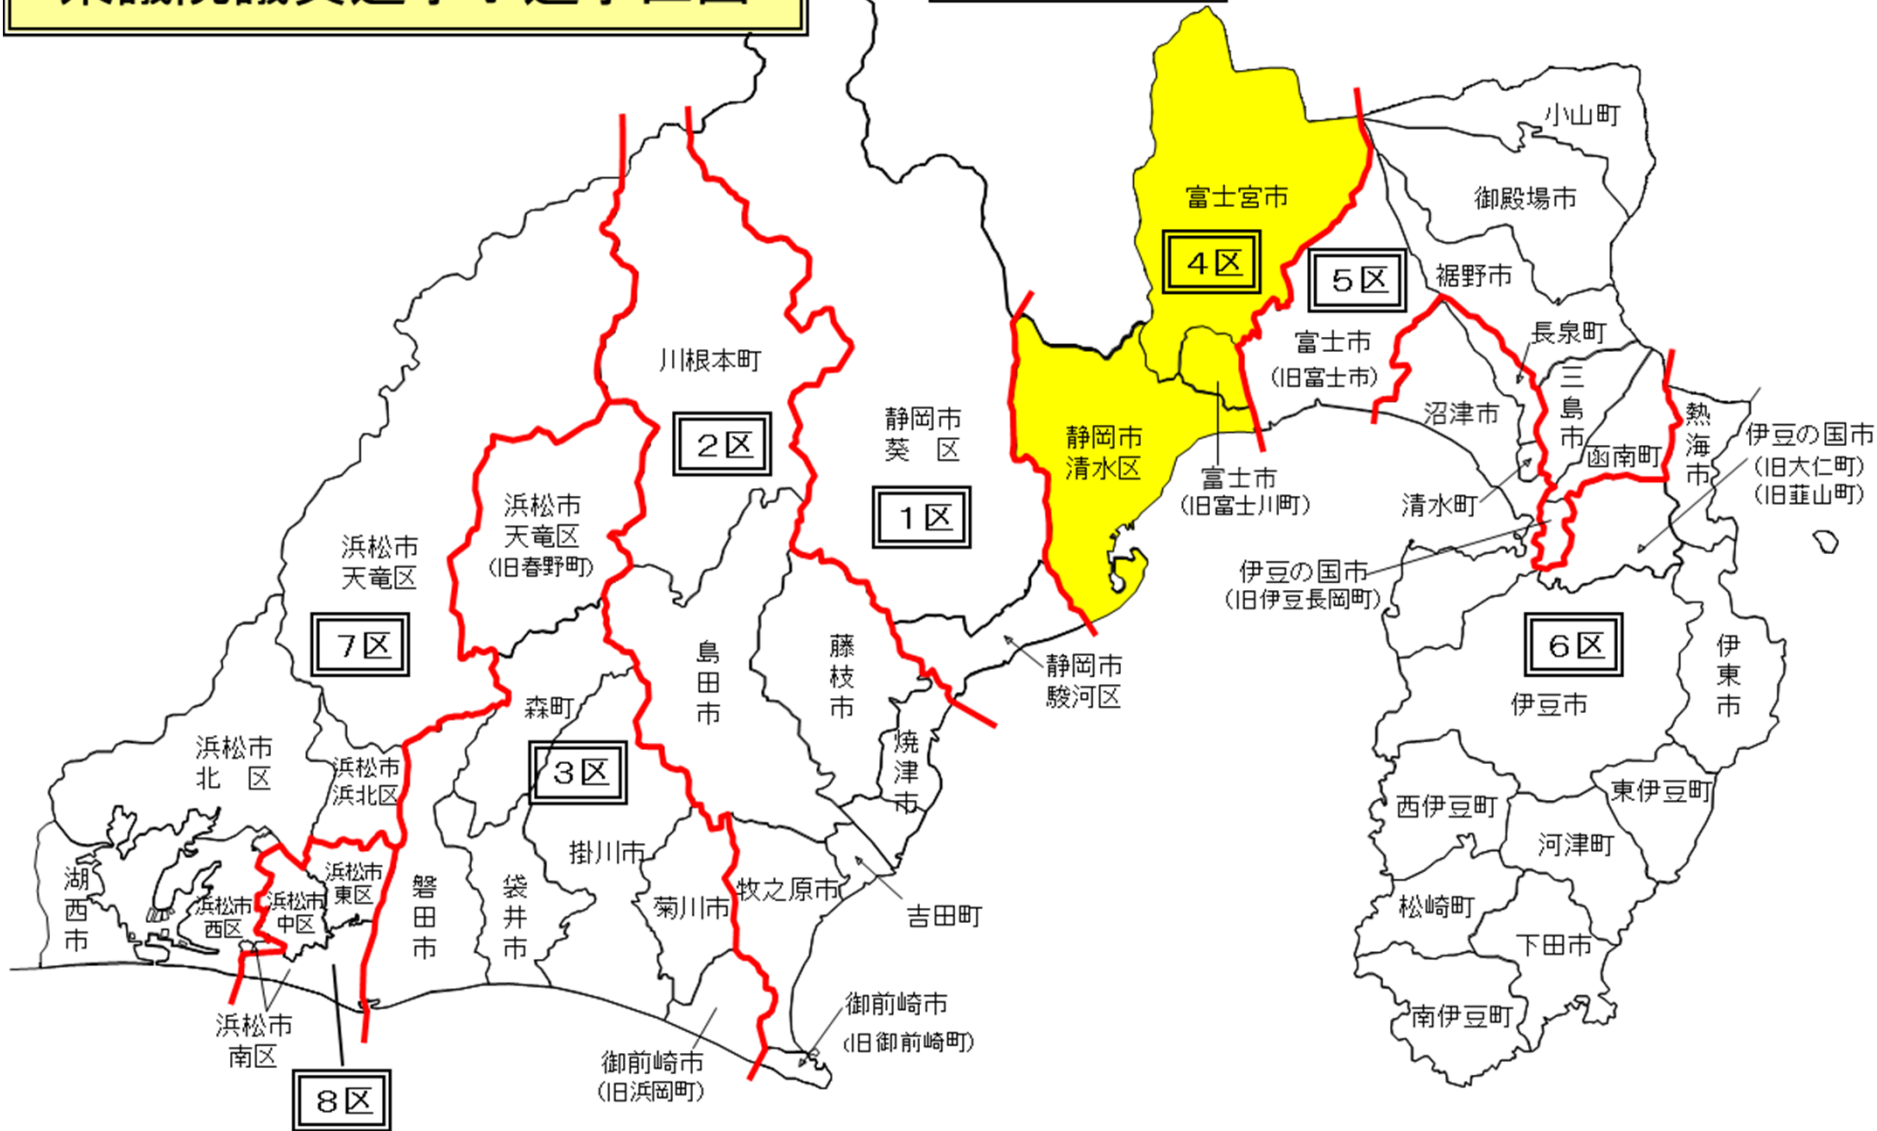 小山町
富士宮市
御殿場市
4区
5区
裾野市
富士市
(旧富士市)
長泉町
川根本町
三島市
沼津市
熱海市
函南町
伊豆の国市
(旧大仁町)
(旧韮山町)
静岡市
葵 区
2区
静岡市
清水区
富士市
(旧富士川町)
清水町
1区
浜松市
天竜区
(旧春野町)
浜松市
天竜区
伊豆の国市
(旧伊豆長岡町)
7区
島田市
藤枝市
静岡市
駿河区
6区
伊東市
伊豆市
森町
浜松市
北 区
浜松市
浜北区
3区
焼津市
西伊豆町
東伊豆町
河津町
掛川市
湖西市
浜松市
西区
浜松市
中区
浜松市
東区
磐田市
袋井市
菊川市
牧之原市
吉田町
松崎町
下田市
南伊豆町
浜松市
南区
御前崎市
(旧浜岡町)
御前崎市
(旧御前崎町)
8区